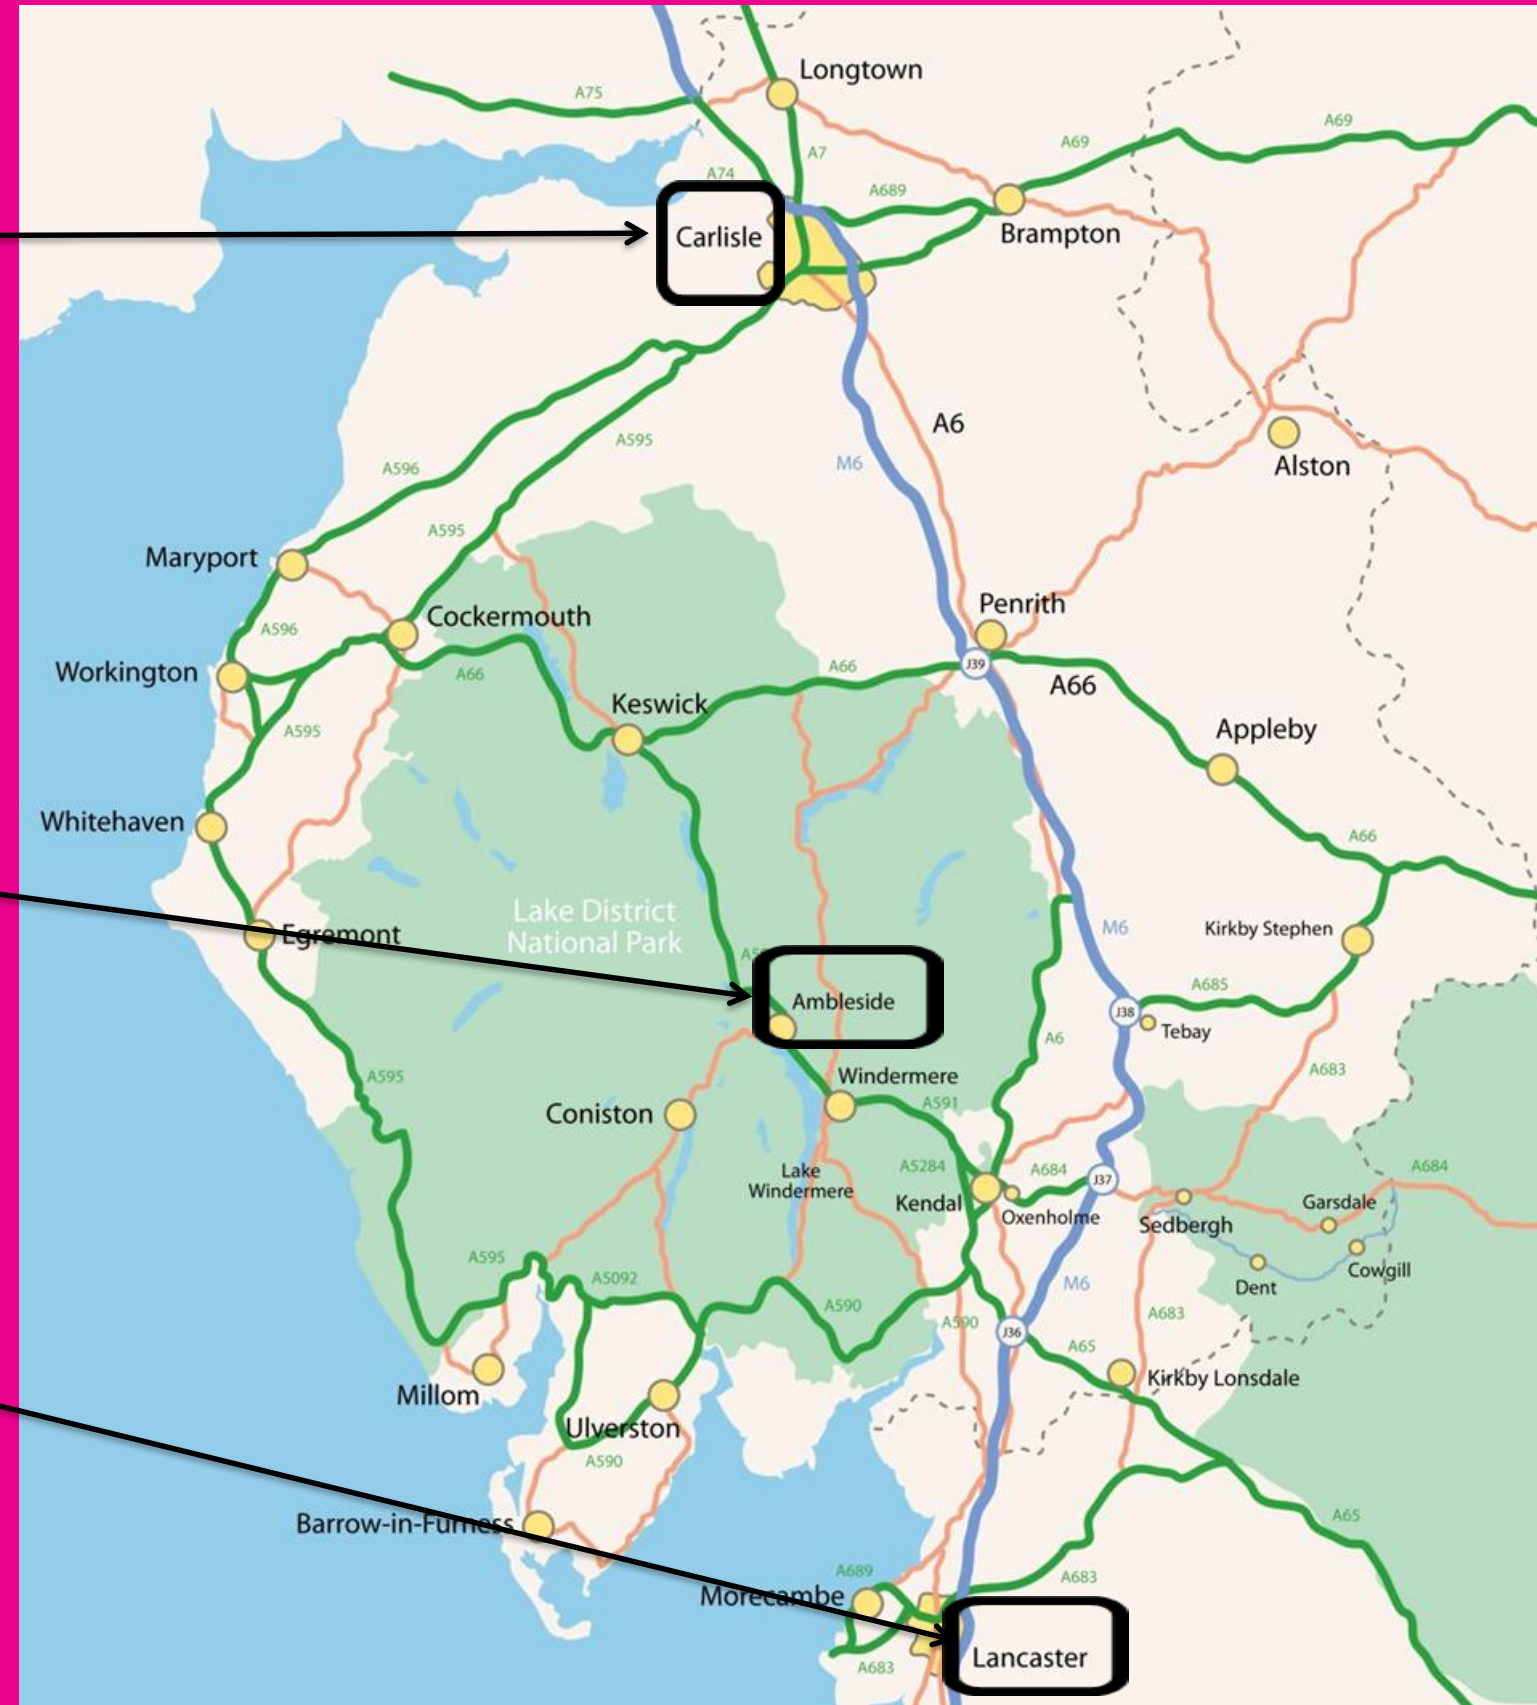 Longtown
A75
A69
A69
A7
A74
A689
Carlisle
Brampton
A6
A595
M6
A596
Alston
A595
Maryport
Penrith
Cockermouth
A596
J39
Workington
A66
A66
A66
Keswick
A595
Appleby
Whitehaven
A66
Lake District
National Park
Egremont
M6
Kirkby Stephen
A685
Ambleside
J38
Tebay
A6
A683
A595
Windermere
Coniston
A591
A5284
A684
A684
Lake
Windermere
J37
Kendal
Oxenholme
Sedbergh
Garsdale
A595
A5092
M6
Dent
Cowgill
A590
A590
A683
J36
A65
Millom
Kirkby Lonsdale
Ulverston
A590
A65
Barrow-in-Furness
A689
A683
Morecambe
Lancaster
A683